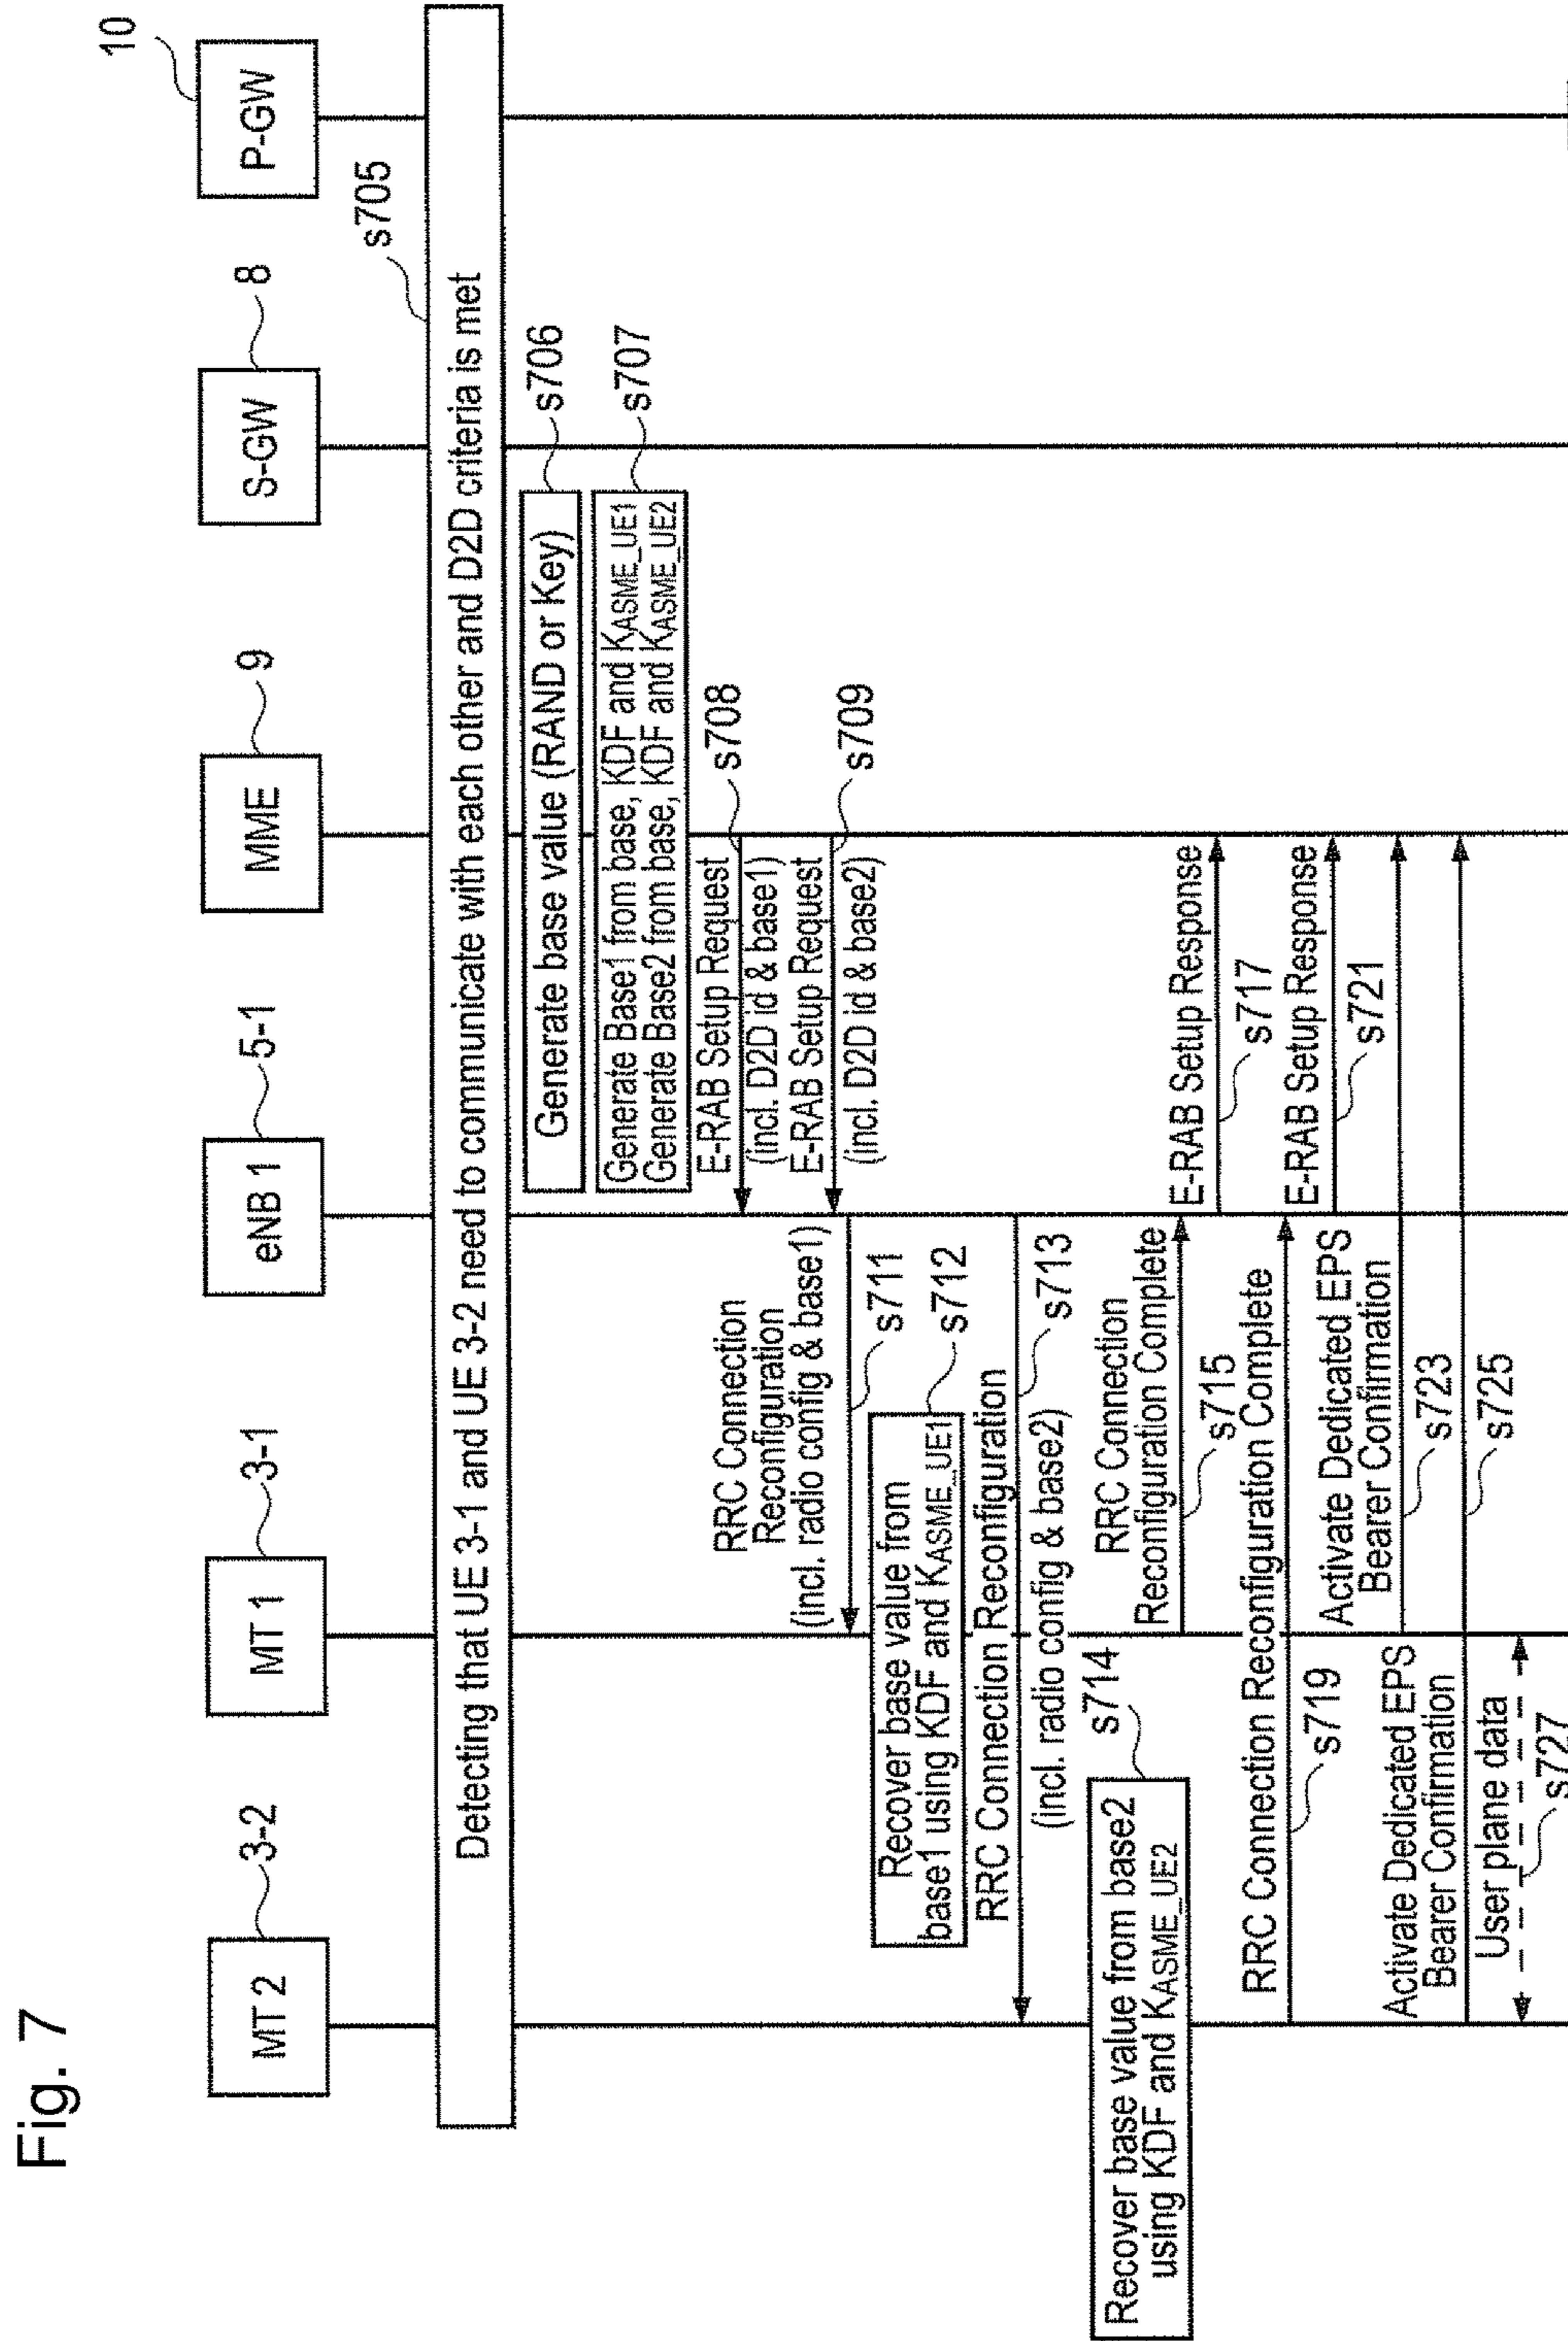 Fig. 7
MT 2
3-2
MT 1
3-1
eNB 1
5-1
MME
9
S-GW
8
P-GW
10
Detecting that UE 3-1 and UE 3-2 need to communicate with each other and D2D criteria is met
s705
Generate base value (RAND or Key)
s706
Generate Base1 from base, KDF and KASME_UE1
Generate Base2 from base, KDF and KASME_UE2
s707
E-RAB Setup Request
(incl. D2D id & base1)
s708
E-RAB Setup Request
(incl. D2D id & base2)
s709
RRC Connection
Reconfiguration
(incl. radio config & base1)
s711
Recover base value from
base1 using KDF and KASME_UE1
s712
RRC Connection Reconfiguration
(incl. radio config & base2)
s713
Recover base value from base2
using KDF and KASME_UE2
s714
RRC Connection
Reconfiguration Complete
s715
E-RAB Setup Response
s717
RRC Connection Reconfiguration Complete
s719
E-RAB Setup Response
s721
Activate Dedicated EPS
Bearer Confirmation
s723
Activate Dedicated EPS
Bearer Confirmation
s725
User plane data
s727